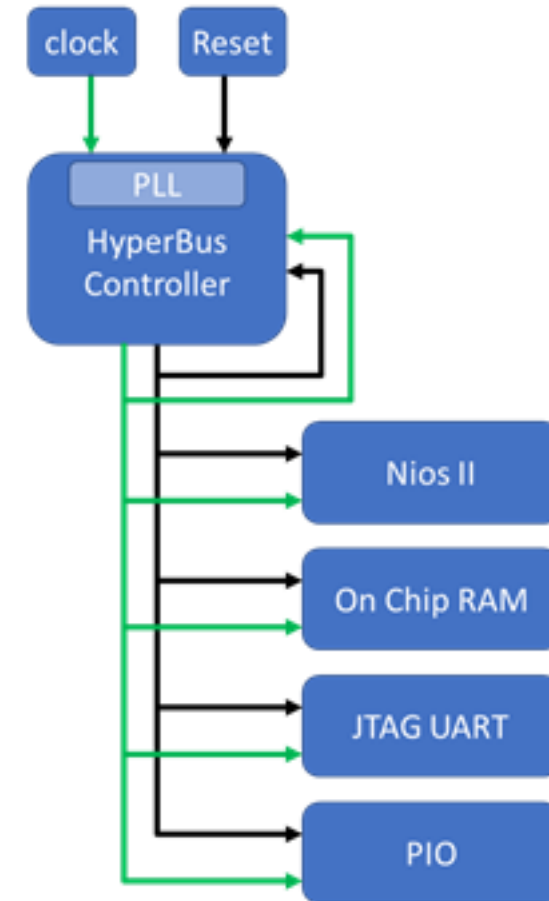 clock
Reset
PLL
HyperBus
Controller
Nios II
On Chip RAM
JTAG UART
PIO